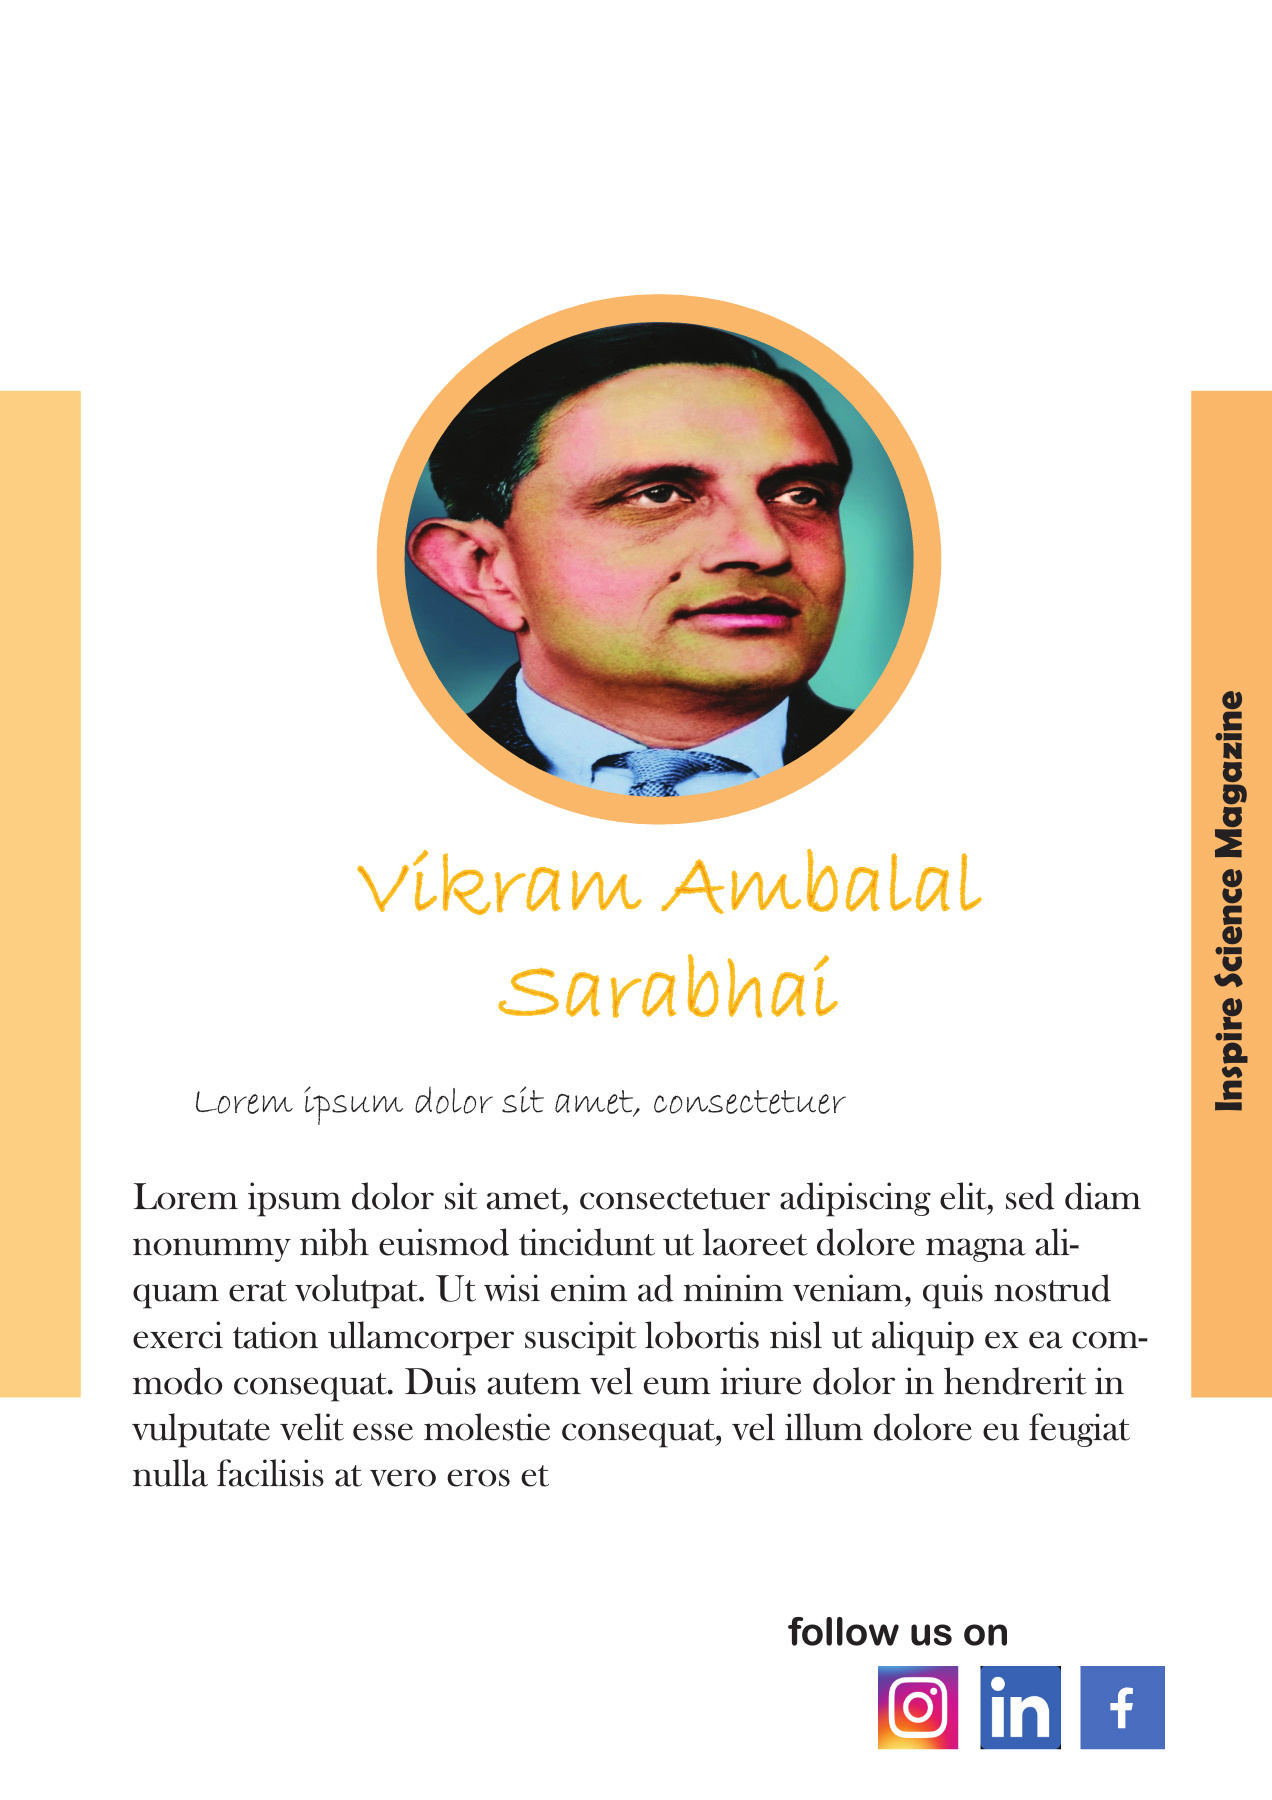 Vikram Ambalal
Sarabhai
Lorem ipsum dolor sit amet, consectetuer
Lorem ipsum dolor sit amet, consectetuer adipiscing elit, sed diam
nonummy nibh euismod tincidunt ut laoreet dolore magna ali-
quam erat volutpat. Ut wisi enim ad minim veniam, quis nostrud
exerci tation ullamcorper suscipit lobortis nisl ut aliquip ex ea com-
modo consequat. Duis autem vel eum iriure dolor in hendrerit in
vulputate velit esse molestie consequat, vel illum dolore eu feugiat
nulla facilisis at vero eros et
Inspire Science Magazine
follow us on
in
f